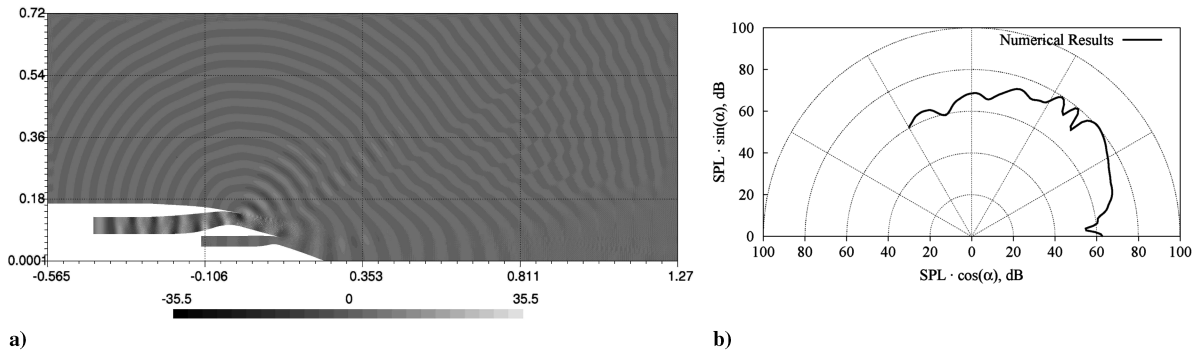 0.72
0.54
0.36
0.18
0.0001
-0.565 -0.106 0.353 0.811 1.27
-35.5 0 35.5
a)
100
80
60
40
20
0
SPL · sin(α), dB
Numerical Results
100 80 60 40 20 0 20 40 60 80 100
SPL · cos(α), dB
b)